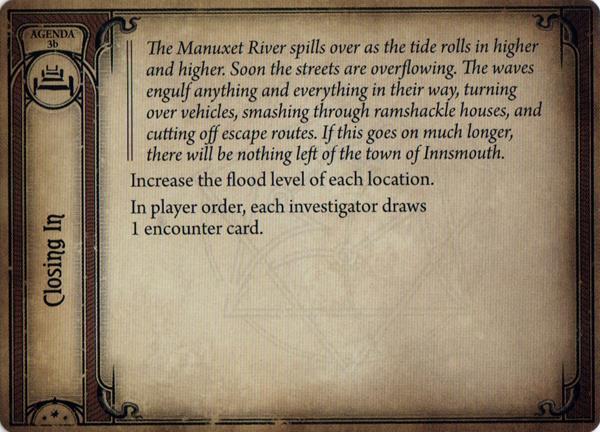 AGENDA
3b
Closing In
The Manuxet River spills over as the tide rolls in higher
and higher. Soon the streets are overflowing. The waves
engulf anything and everything in their way, turning
over vehicles, smashing through ramshackle houses, and
cutting off escape routes. If this goes on much longer,
there will be nothing left of the town of Innsmouth.
Increase the flood level of each location.
In player order, each investigator draws
1 encounter card.